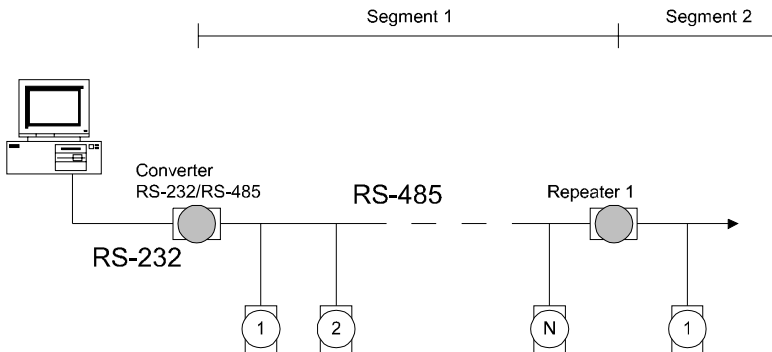 Segment 1
Segment 2
Converter
RS-232/RS-485
RS-485
Repeater 1
RS-232
1
2
N
1